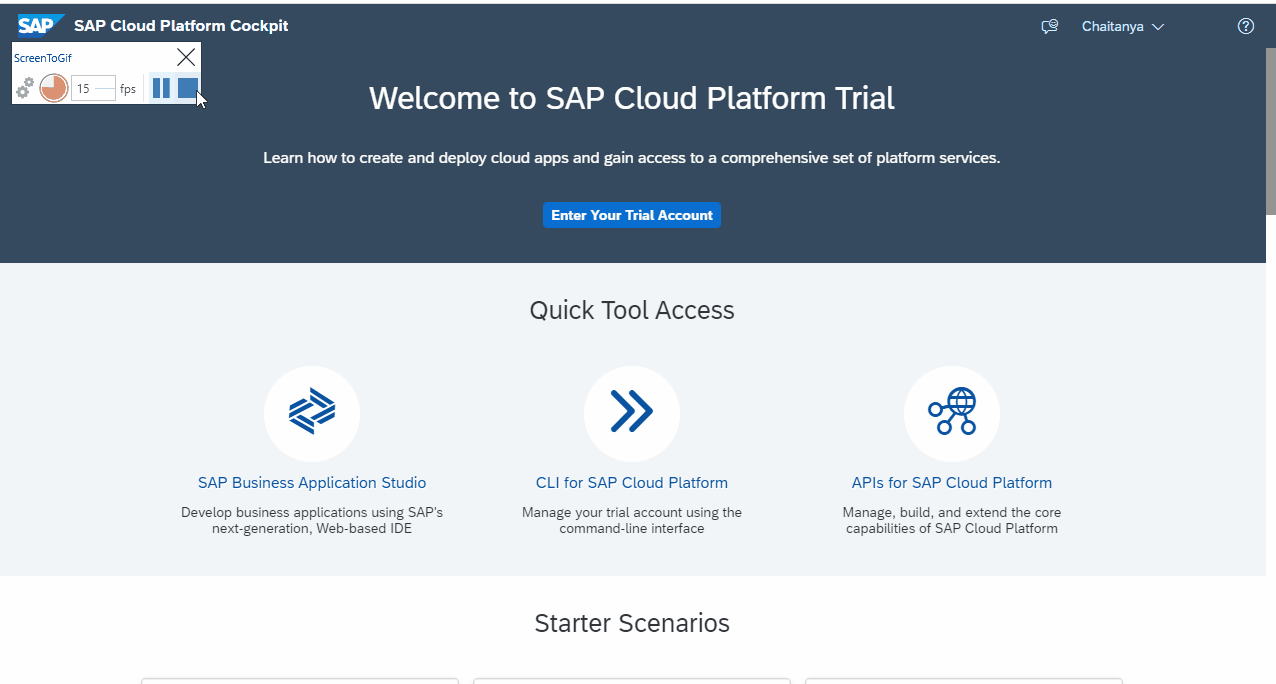 SAP SAP Cloud Platform Cockpit
Chaitanya
ScreenToGif
15 fps
Welcome to SAP Cloud Platform Trial
Learn how to create and deploy cloud apps and gain access to a comprehensive set of platform services.
Enter Your Trial Account
Quick Tool Access
SAP Business Application Studio
Develop business applications using SAP's
next-generation, Web-based IDE
CLI for SAP Cloud Platform
Manage your trial account using the
command-line interface
APIs for SAP Cloud Platform
Manage, build, and extend the core
capabilities of SAP Cloud Platform
Starter Scenarios